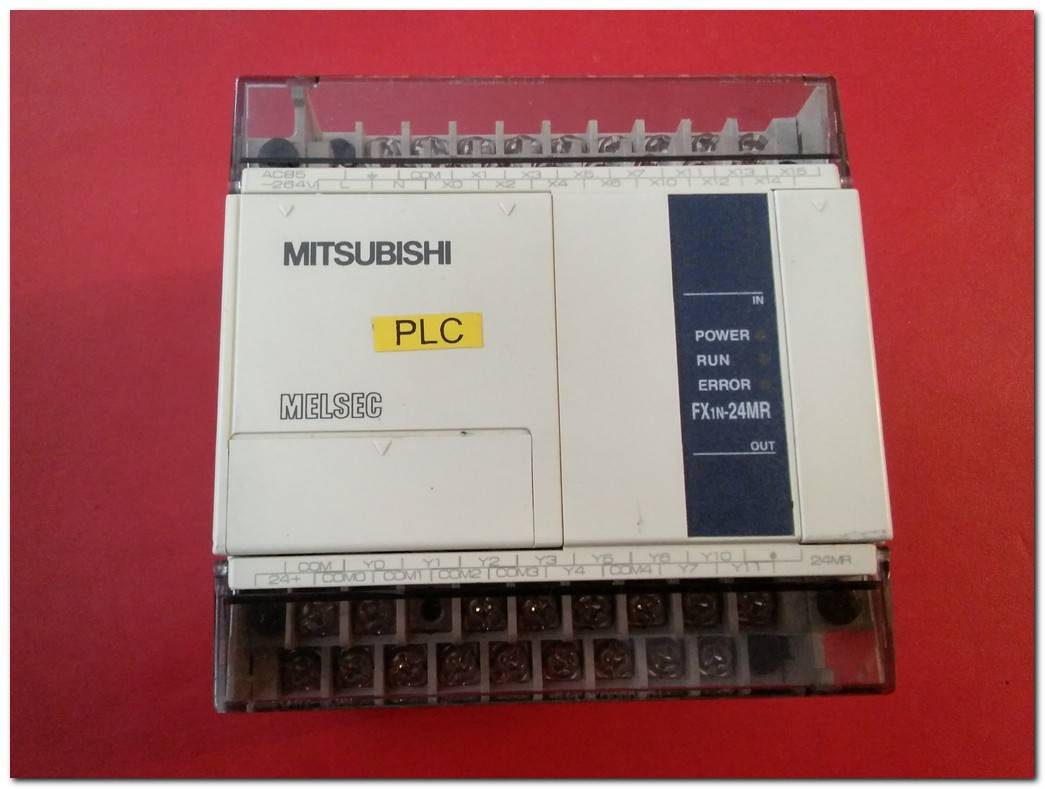 AC85 COM X1 X3 X5 X7 X11 X13 X15
~264V L N X0 X2 X4 X6 X10 X12 X14
MITSUBISHI
PLC
MELSEC
IN
POWER
RUN
ERROR
FX1N-24MR
OUT
COM Y0 Y1 Y2 Y3 Y5 Y6 Y10 24MR
24+ COM0 COM1 COM2 COM3 Y4 COM4 Y7 Y11